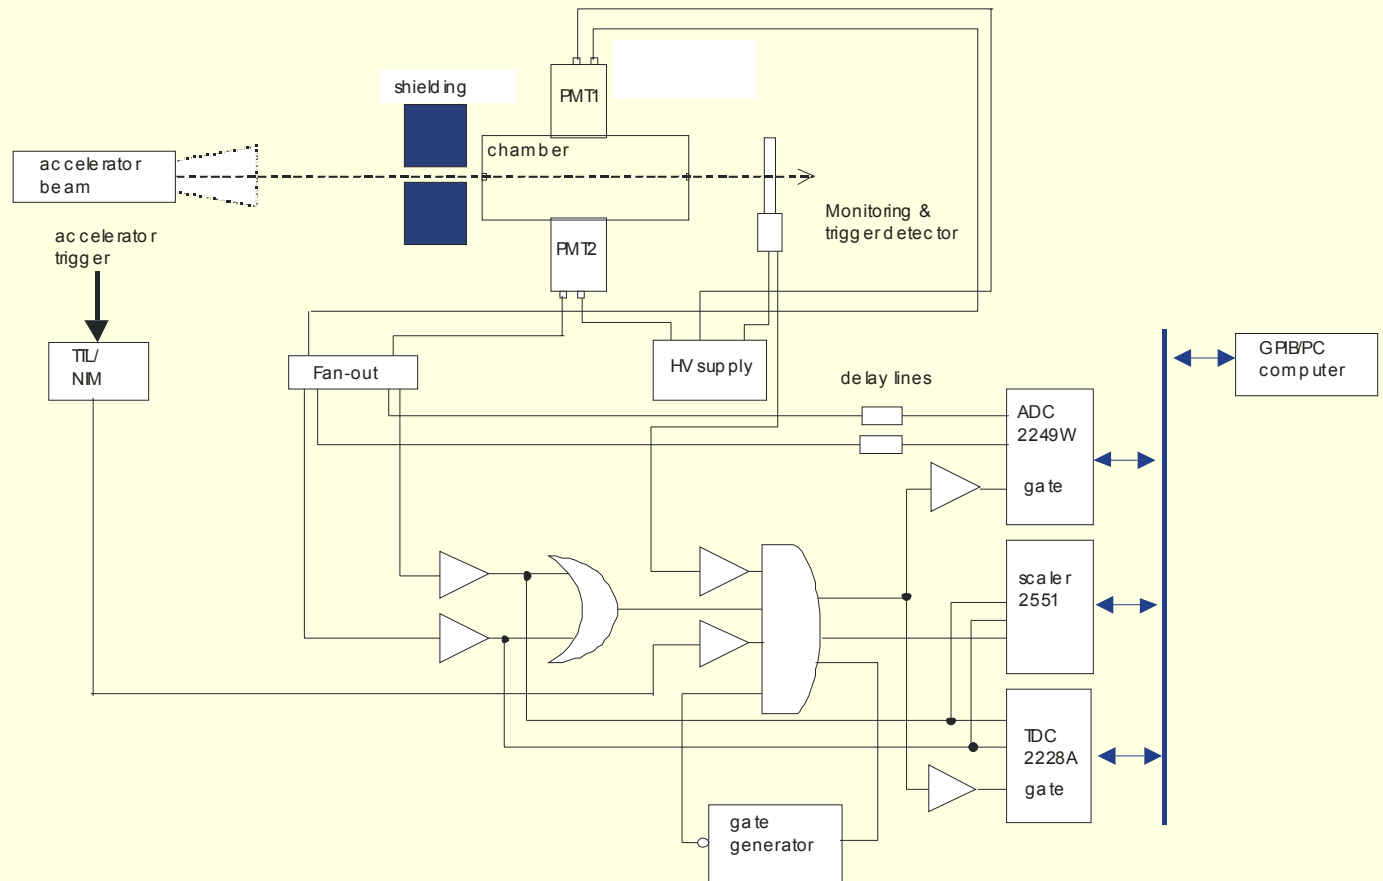 shielding
PMT1
accelerator
beam
chamber
Monitoring &
trigger detector
accelerator
trigger
PMT2
TTL/
NIM
Fan-out
HV supply
delay lines
GPIB/PC
computer
ADC
2249W
gate
scaler
2551
TDC
2228A
gate
gate
generator